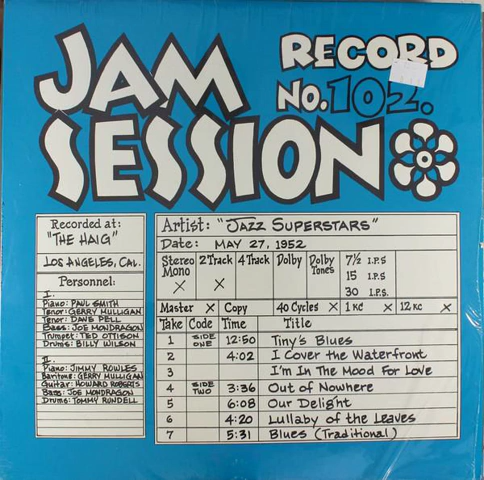 JAM SESSION
RECORD
No. 102.
Recorded at:
"THE HAIG"
LOS ANGELES, CAL.
Personnel:
I.
Piano: PAUL SMITH
Tenor: GERRY MULLIGAN
Tenor: DAVE PELL
Bass: JOE MONDRAGON
Trumpet: TED OTTISON
Drums: BILLY WILSON
II.
Piano: JIMMY ROWLES
Baritone: GERRY MULLIGAN
Guitar: HOWARD ROBERTS
Bass: JOE MONDRAGON
Drums: TOMMY RUNDELL
Artist: "JAZZ SUPERSTARS"
Date: MAY 27, 1952
Stereo Mono X 2 Track X 4 Track Dolby Dolby Tones 7½ I.P.S
15 I.P.S
30 I.P.S.
Master X Copy 40 Cycles X 1 KC X 12 KC X
Take Code Time Title
1 SIDE ONE 12:50 Tiny's Blues
2 4:02 I Cover the Waterfront
3 I'm In The Mood For Love
4 SIDE TWO 3:36 Out of Nowhere
5 6:08 Our Delight
6 4:20 Lullaby of the Leaves
7 5:31 Blues (Traditional)